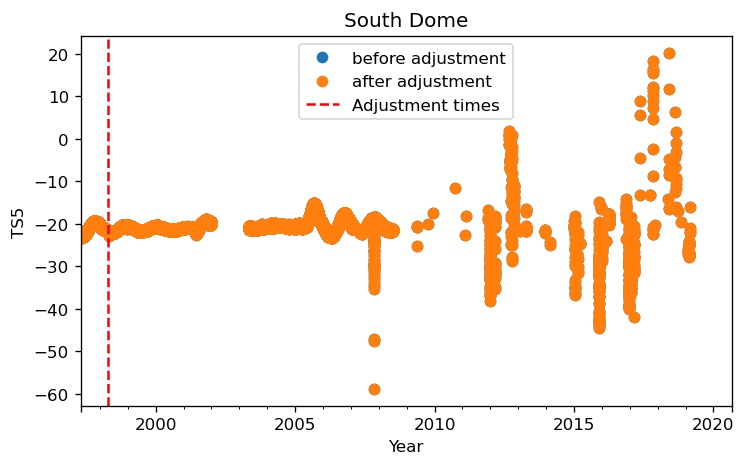 South Dome
before adjustment
after adjustment
Adjustment times
TS5
20
10
0
−10
−20
−30
−40
−50
−60
2000
2005
2010
2015
2020
Year